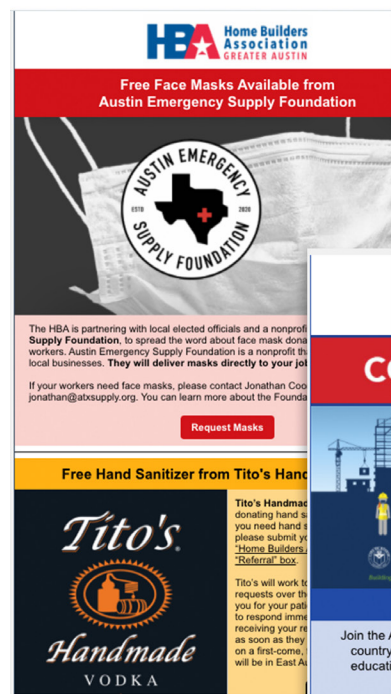 HBA Home Builders
Association
GREATER AUSTIN
Free Face Masks Available from
Austin Emergency Supply Foundation
AUSTIN EMERGENCY
ESTD 2020
SUPPLY FOUNDATION
The HBA is partnering with local elected officials and a nonprofi
Supply Foundation, to spread the word about face mask dona
workers. Austin Emergency Supply Foundation is a nonprofit tha
local businesses. They will deliver masks directly to your job
If your workers need face masks, please contact Jonathan Coo
jonathan@atxsupply.org. You can learn more about the Founda
Request Masks
Free Hand Sanitizer from Tito's Hand
Tito's
Handmade
VODKA
Tito's Handmad
donating hand sa
you need hand s
please submit yo
"Home Builders A
"Referral" box.
Tito's will work to
requests over the
you for your pati
to respond imme
receiving your re
as soon as they
on a first-come,
will be in East Au
CO
Building
Join the A
country
educati